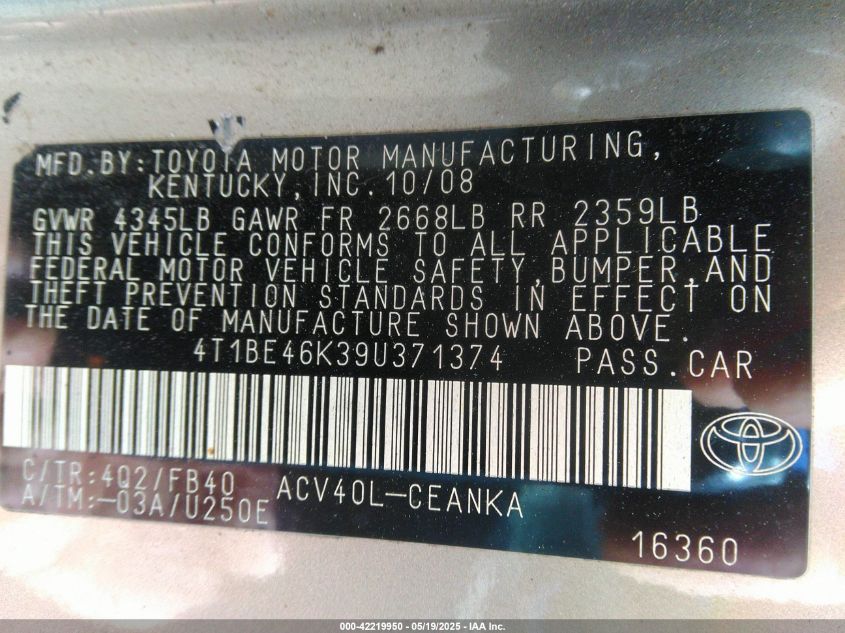 MFD.BY:TOYOTA MOTOR MANUFACTURING,
KENTUCKY,INC.10/08
GVWR 4345LB GAWR FR 2668LB RR 2359LB
THIS VEHICLE CONFORMS TO ALL APPLICABLE
FEDERAL MOTOR VEHICLE SAFETY,BUMPER,AND
THEFT PREVENTION STANDARDS IN EFFECT ON
THE DATE OF MANUFACTURE SHOWN ABOVE.
4T1BE46K39U371374 PASS.CAR
C/TR:4Q2/FB40 ACV40L-CEANKA
A/TM:-03A/U250E
16360
000-42219950 - 05/19/2025 - IAA Inc.